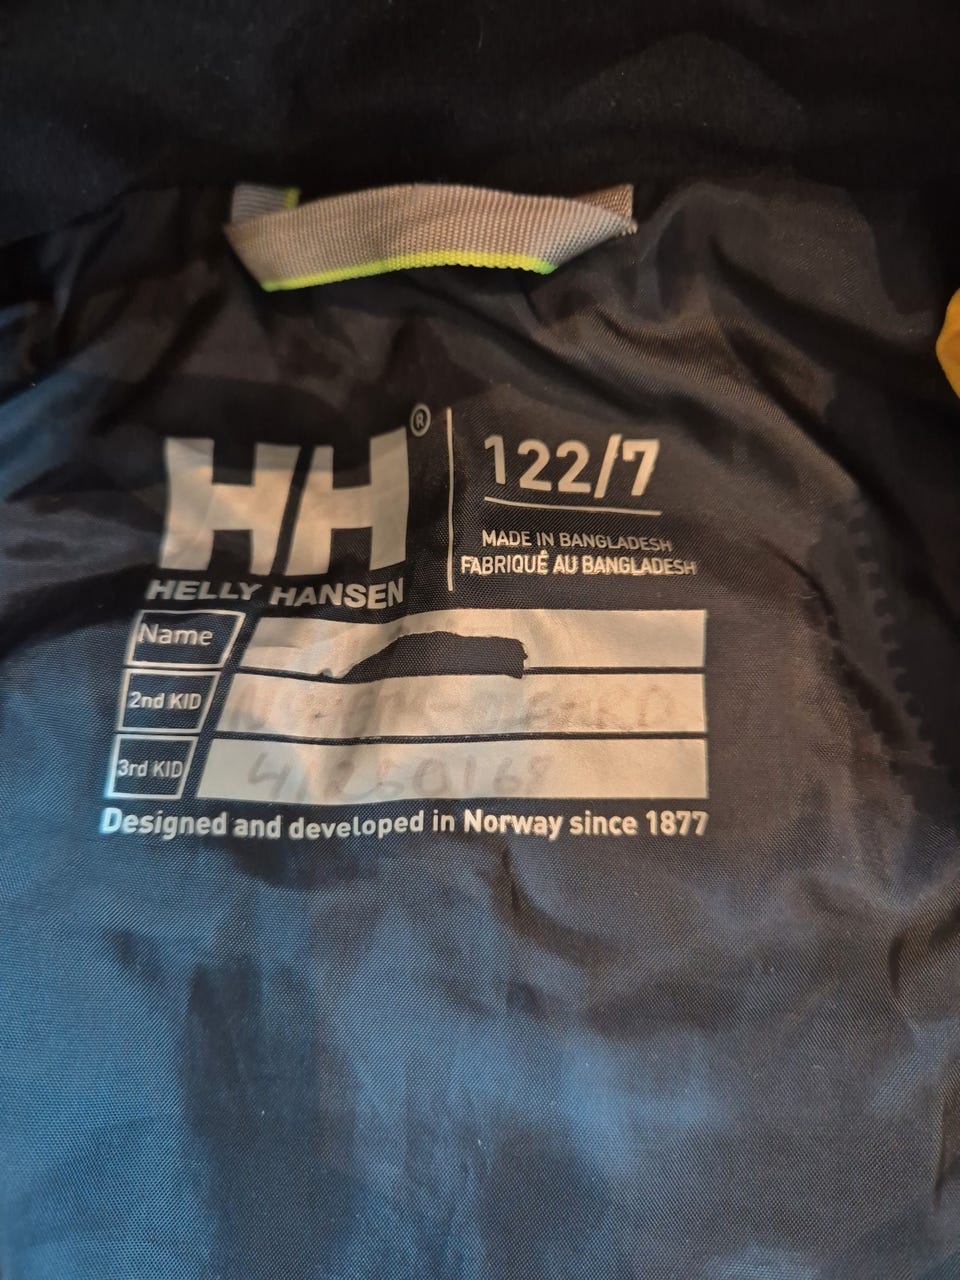 HH®
HELLY HANSEN
122/7
MADE IN BANGLADESH
FABRIQUÉ AU BANGLADESH
Name
2nd KID
3rd KID
Designed and developed in Norway since 1877